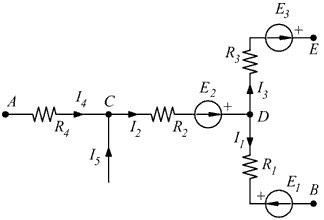 E₃
+
E
R₃
A
I₄
C
E₂
I₃
+
D
R₄
I₂
R₂
I₅
I₁
R₁
+
E₁
B